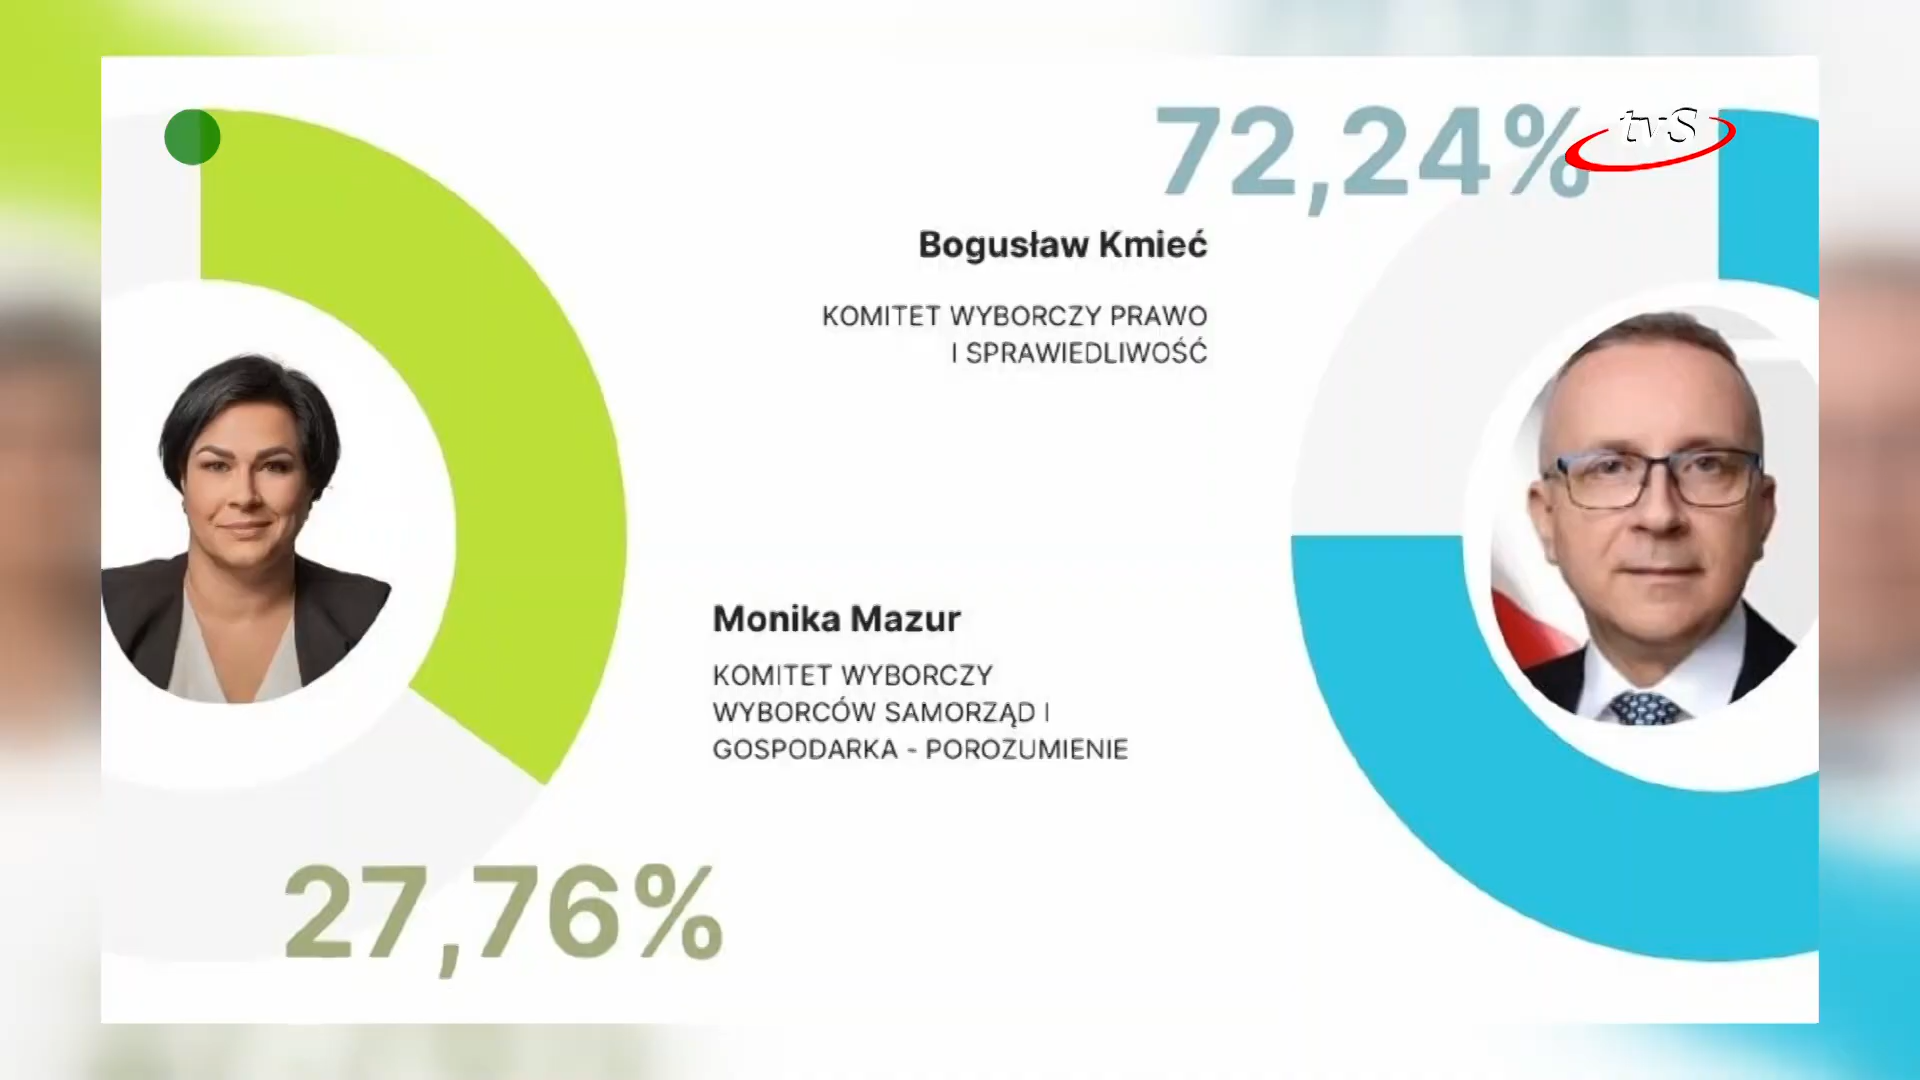 72,24%
tvS
Bogusław Kmieć
KOMITET WYBORCZY PRAWO
I SPRAWIEDLIWOŚĆ
Monika Mazur
KOMITET WYBORCZY
WYBORCÓW SAMORZĄD I
GOSPODARKA - POROZUMIENIE
27,76%